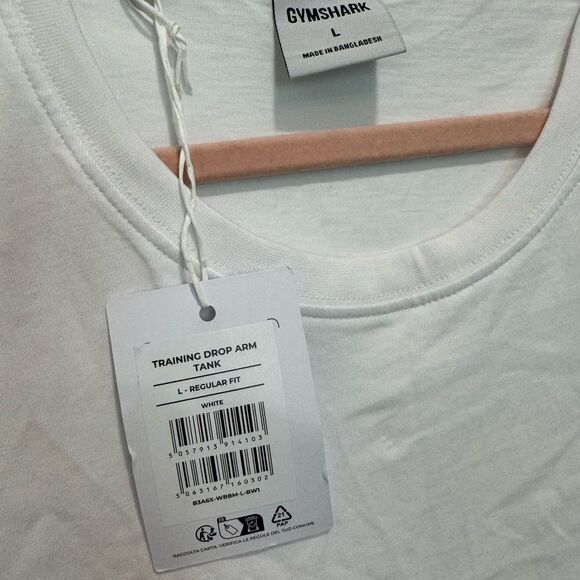 GYMSHARK
L
MADE IN BANGLADESH
TRAINING DROP ARM
TANK
L - REGULAR FIT
WHITE
5 057913 914103
5 063167 160302
B3A6X-WBBM-L-BW1
21
PAP
RACCOLTA CARTA. VERIFICA LE REGOLE DEL TUO COMUNE.